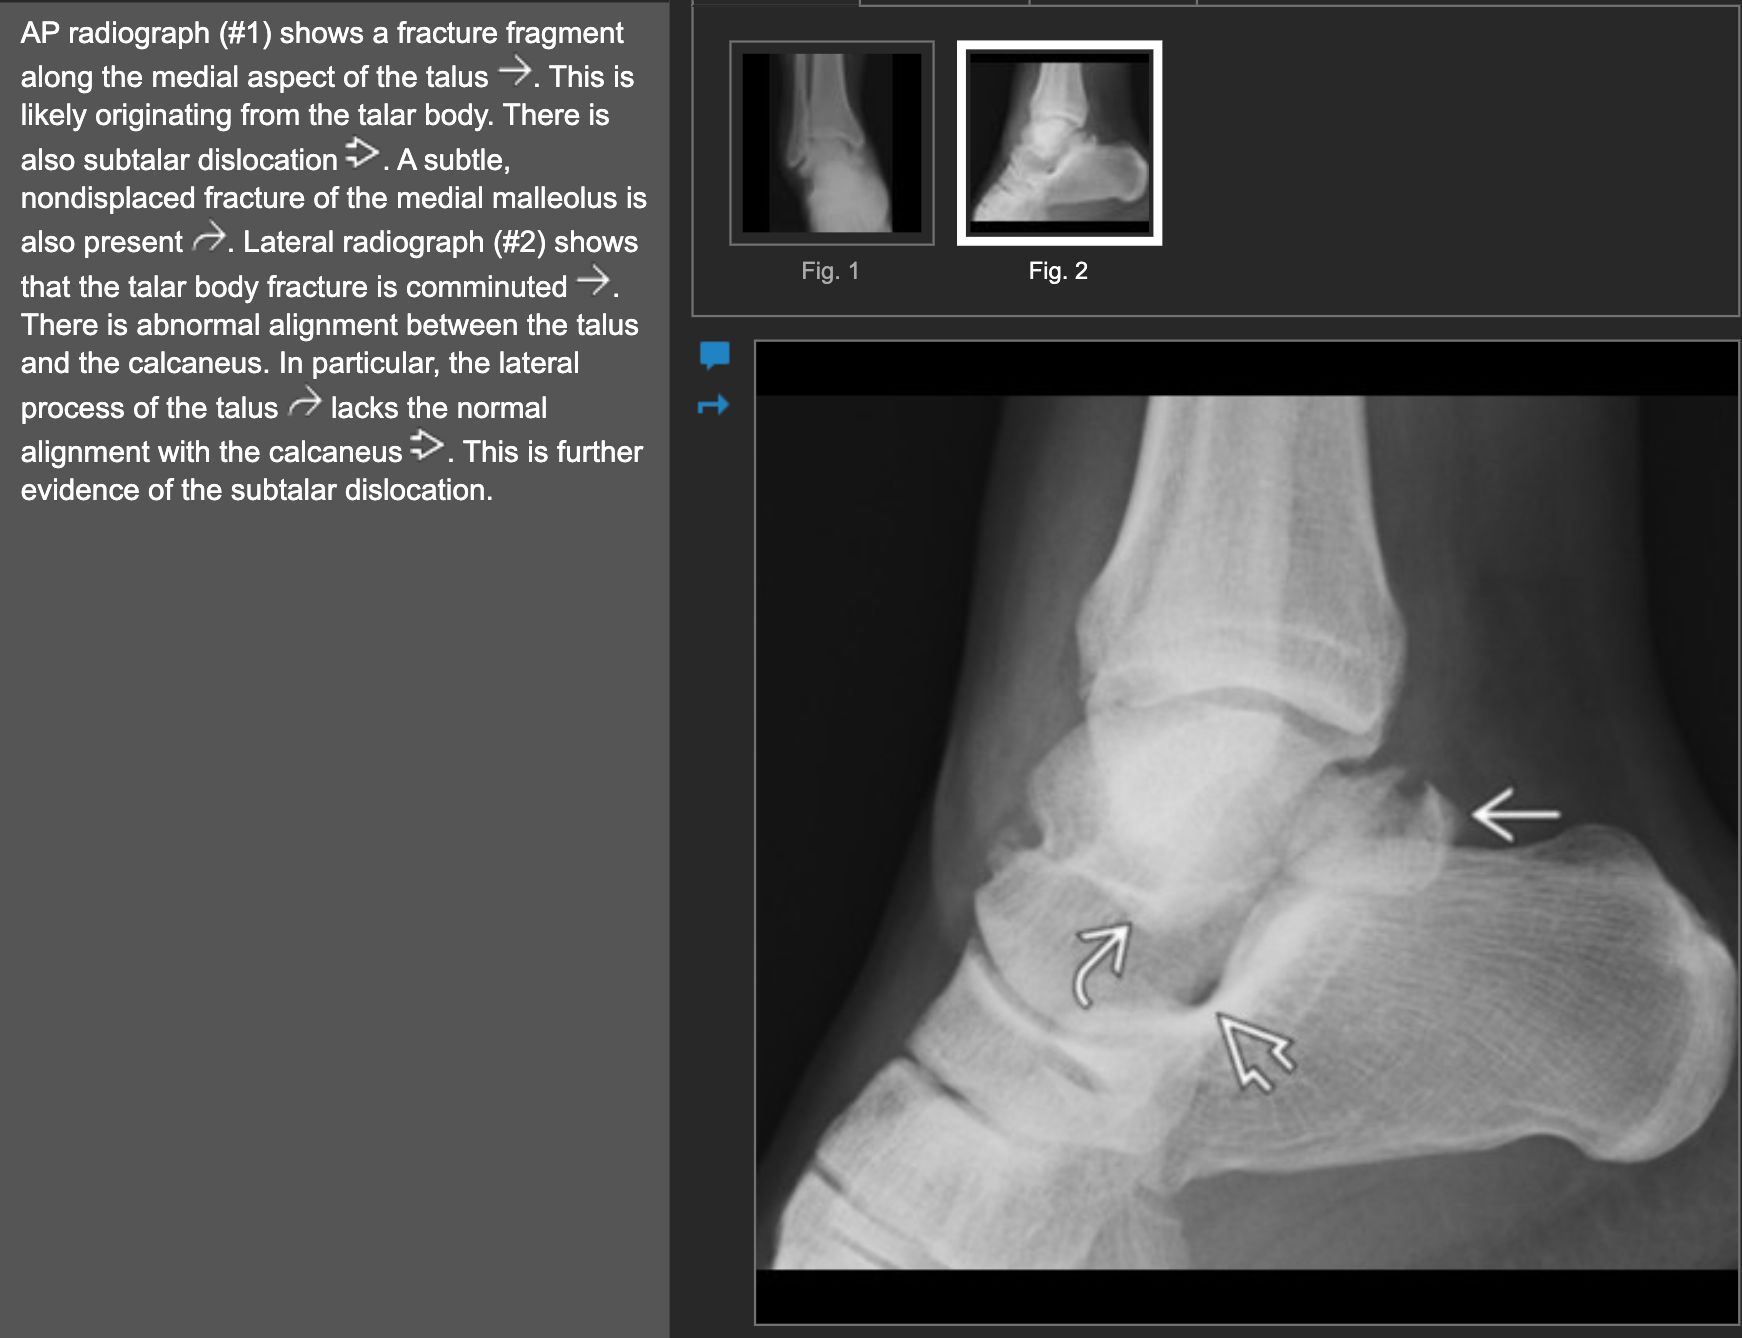 AP radiograph (#1) shows a fracture fragment
along the medial aspect of the talus →. This is
likely originating from the talar body. There is
also subtalar dislocation ➪. A subtle,
nondisplaced fracture of the medial malleolus is
also present ↷. Lateral radiograph (#2) shows
that the talar body fracture is comminuted →.
There is abnormal alignment between the talus
and the calcaneus. In particular, the lateral
process of the talus ↷ lacks the normal
alignment with the calcaneus ➪. This is further
evidence of the subtalar dislocation.
Fig. 1
Fig. 2